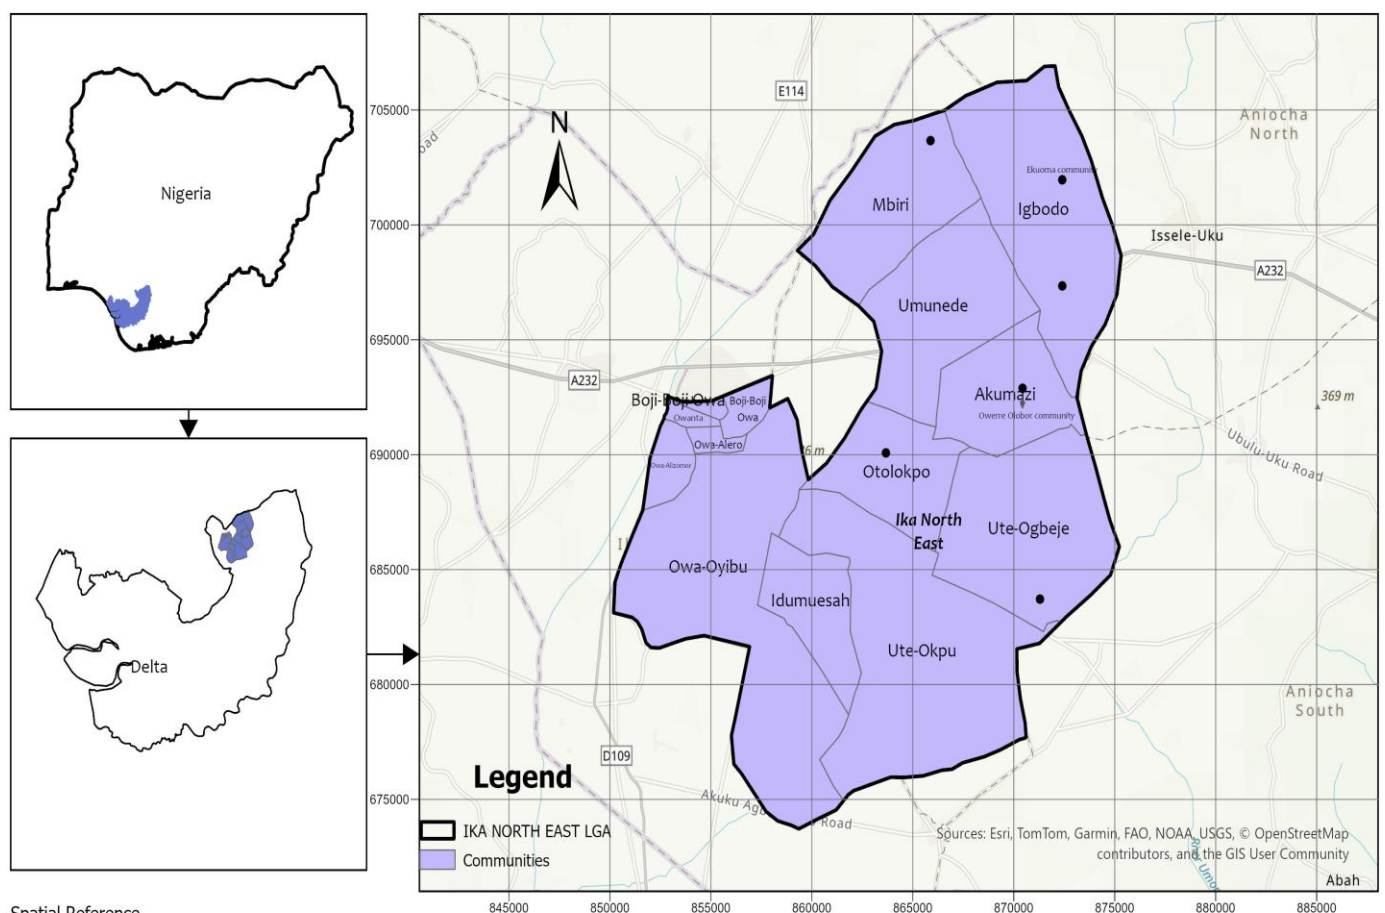 Nigeria
Delta
Spatial Reference
N
E114
A232
A232
D109
Aniocha
North
Issele-Uku
369 m
Ubulu-Uku Road
Aniocha
South
Abah
Mbiri
Ekuoma community
Igbodo
Umunede
Akumazi
Owerre Olobor community
Boji-Boji Owa
Boji-Boji
Owa
Owanta
Owa-Alero
Otolokpo
Ika North
East
Ute-Ogbeje
Owa-Oyibu
Idumuesah
Ute-Okpu
Road
Legend
IKA NORTH EAST LGA
Communities
Sources: Esri, TomTom, Garmin, FAO, NOAA, USGS, © OpenStreetMap
contributors, and the GIS User Community
705000
700000
695000
690000
685000
680000
675000
845000
850000
855000
860000
865000
870000
875000
880000
885000